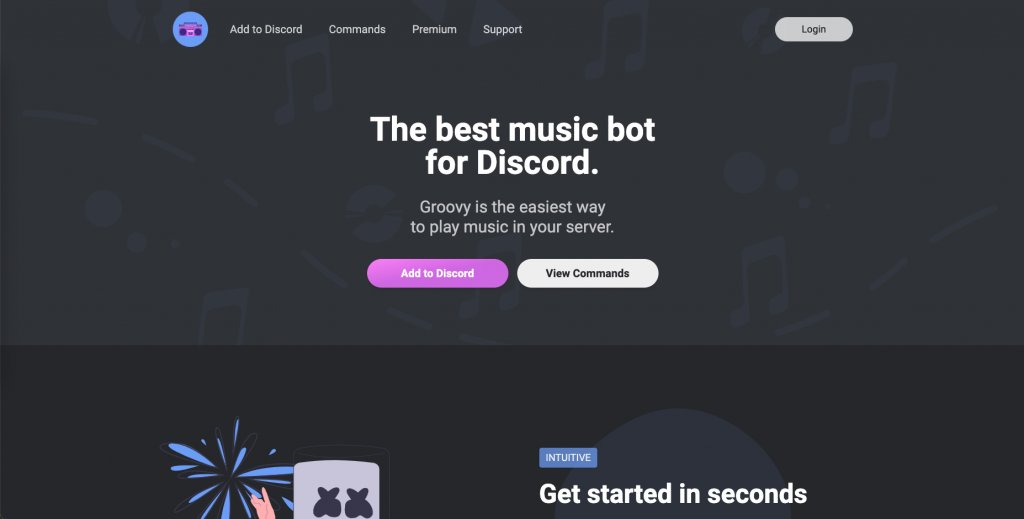 Add to Discord
Commands
Premium
Support
Login
The best music bot
for Discord.
Groovy is the easiest way
to play music in your server.
Add to Discord
View Commands
INTUITIVE
Get started in seconds